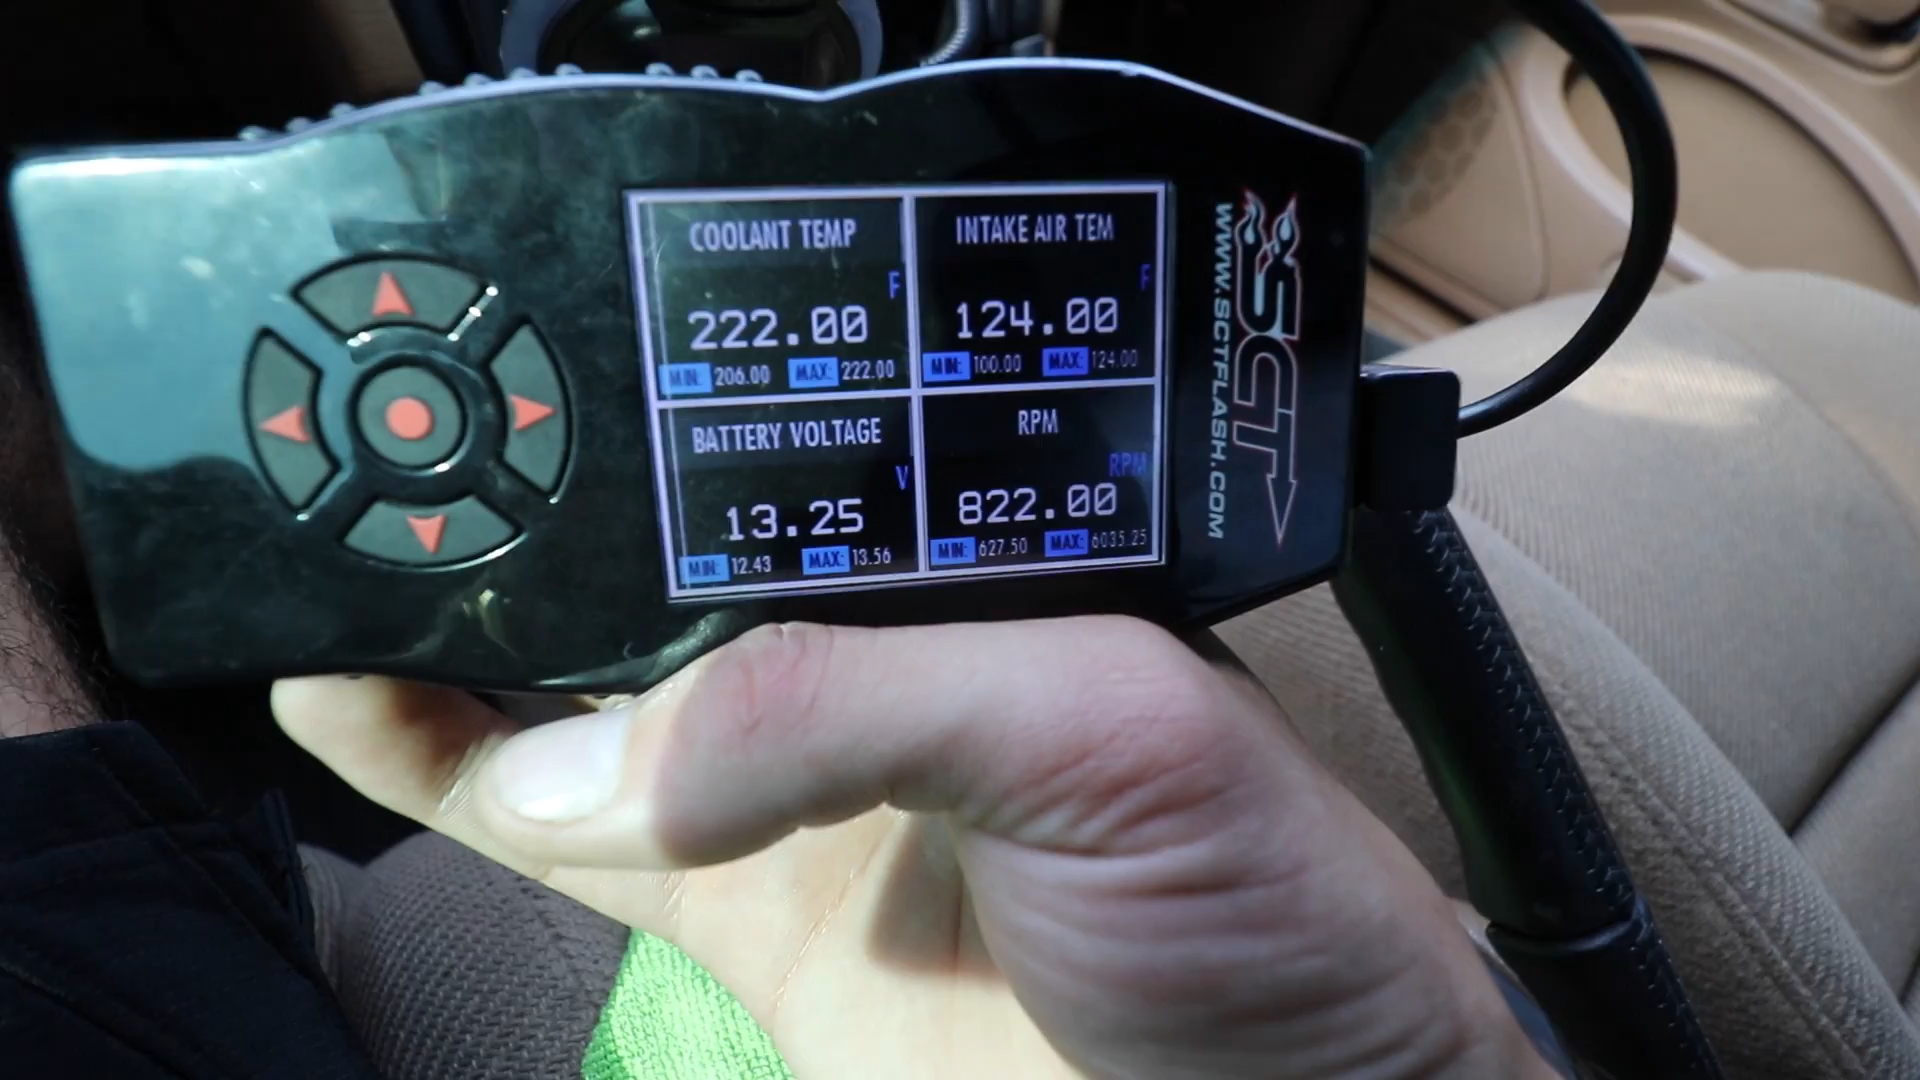 COOLANT TEMP
F
222.00
MIN: 206.00 MAX: 222.00
INTAKE AIR TEM
F
124.00
MIN: 100.00 MAX: 124.00
BATTERY VOLTAGE
V
13.25
MIN: 12.43 MAX: 13.56
RPM
RPM
822.00
MIN: 627.50 MAX: 6035.25
SCT
WWW.SCTFLASH.COM